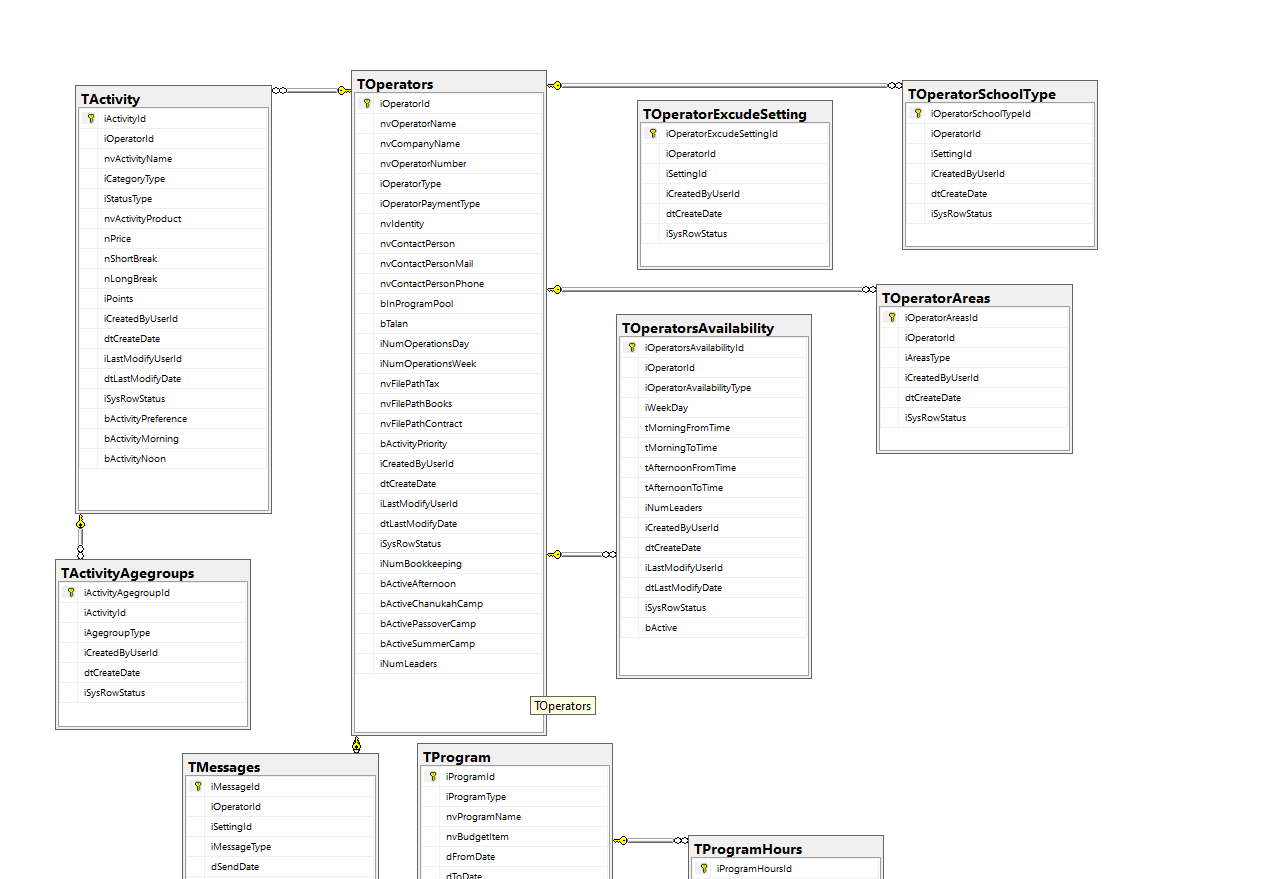 TActivity
iActivityId
iOperatorId
nvActivityName
iCategoryType
iStatusType
nvActivityProduct
nPrice
nShortBreak
nLongBreak
iPoints
iCreatedByUserId
dtCreateDate
iLastModifyUserId
dtLastModifyDate
iSysRowStatus
bActivityPreference
bActivityMorning
bActivityNoon
TOperators
iOperatorId
nvOperatorName
nvCompanyName
nvOperatorNumber
iOperatorType
iOperatorPaymentType
nvIdentity
nvContactPerson
nvContactPersonMail
nvContactPersonPhone
bInProgramPool
bTalan
iNumOperationsDay
iNumOperationsWeek
nvFilePathTax
nvFilePathBooks
nvFilePathContract
bActivityPriority
iCreatedByUserId
dtCreateDate
iLastModifyUserId
dtLastModifyDate
iSysRowStatus
iNumBookkeeping
bActiveAfternoon
bActiveChanukahCamp
bActivePassoverCamp
bActiveSummerCamp
iNumLeaders
TOperatorExcudeSetting
iOperatorExcudeSettingId
iOperatorId
iSettingId
iCreatedByUserId
dtCreateDate
iSysRowStatus
TOperatorSchoolType
iOperatorSchoolTypeId
iOperatorId
iSettingId
iCreatedByUserId
dtCreateDate
iSysRowStatus
TOperatorAreas
iOperatorAreasId
iOperatorId
iAreasType
iCreatedByUserId
dtCreateDate
iSysRowStatus
TOperatorsAvailability
iOperatorsAvailabilityId
iOperatorId
iOperatorAvailabilityType
iWeekDay
tMorningFromTime
tMorningToTime
tAfternoonFromTime
tAfternoonToTime
iNumLeaders
iCreatedByUserId
dtCreateDate
iLastModifyUserId
dtLastModifyDate
iSysRowStatus
bActive
TActivityAgegroups
iActivityAgegroupId
iActivityId
iAgegroupType
iCreatedByUserId
dtCreateDate
iSysRowStatus
TOperators
TMessages
iMessageId
iOperatorId
iSettingId
iMessageType
dSendDate
TProgram
iProgramId
iProgramType
nvProgramName
nvBudgetItem
dFromDate
dToDate
TProgramHours
iProgramHoursId